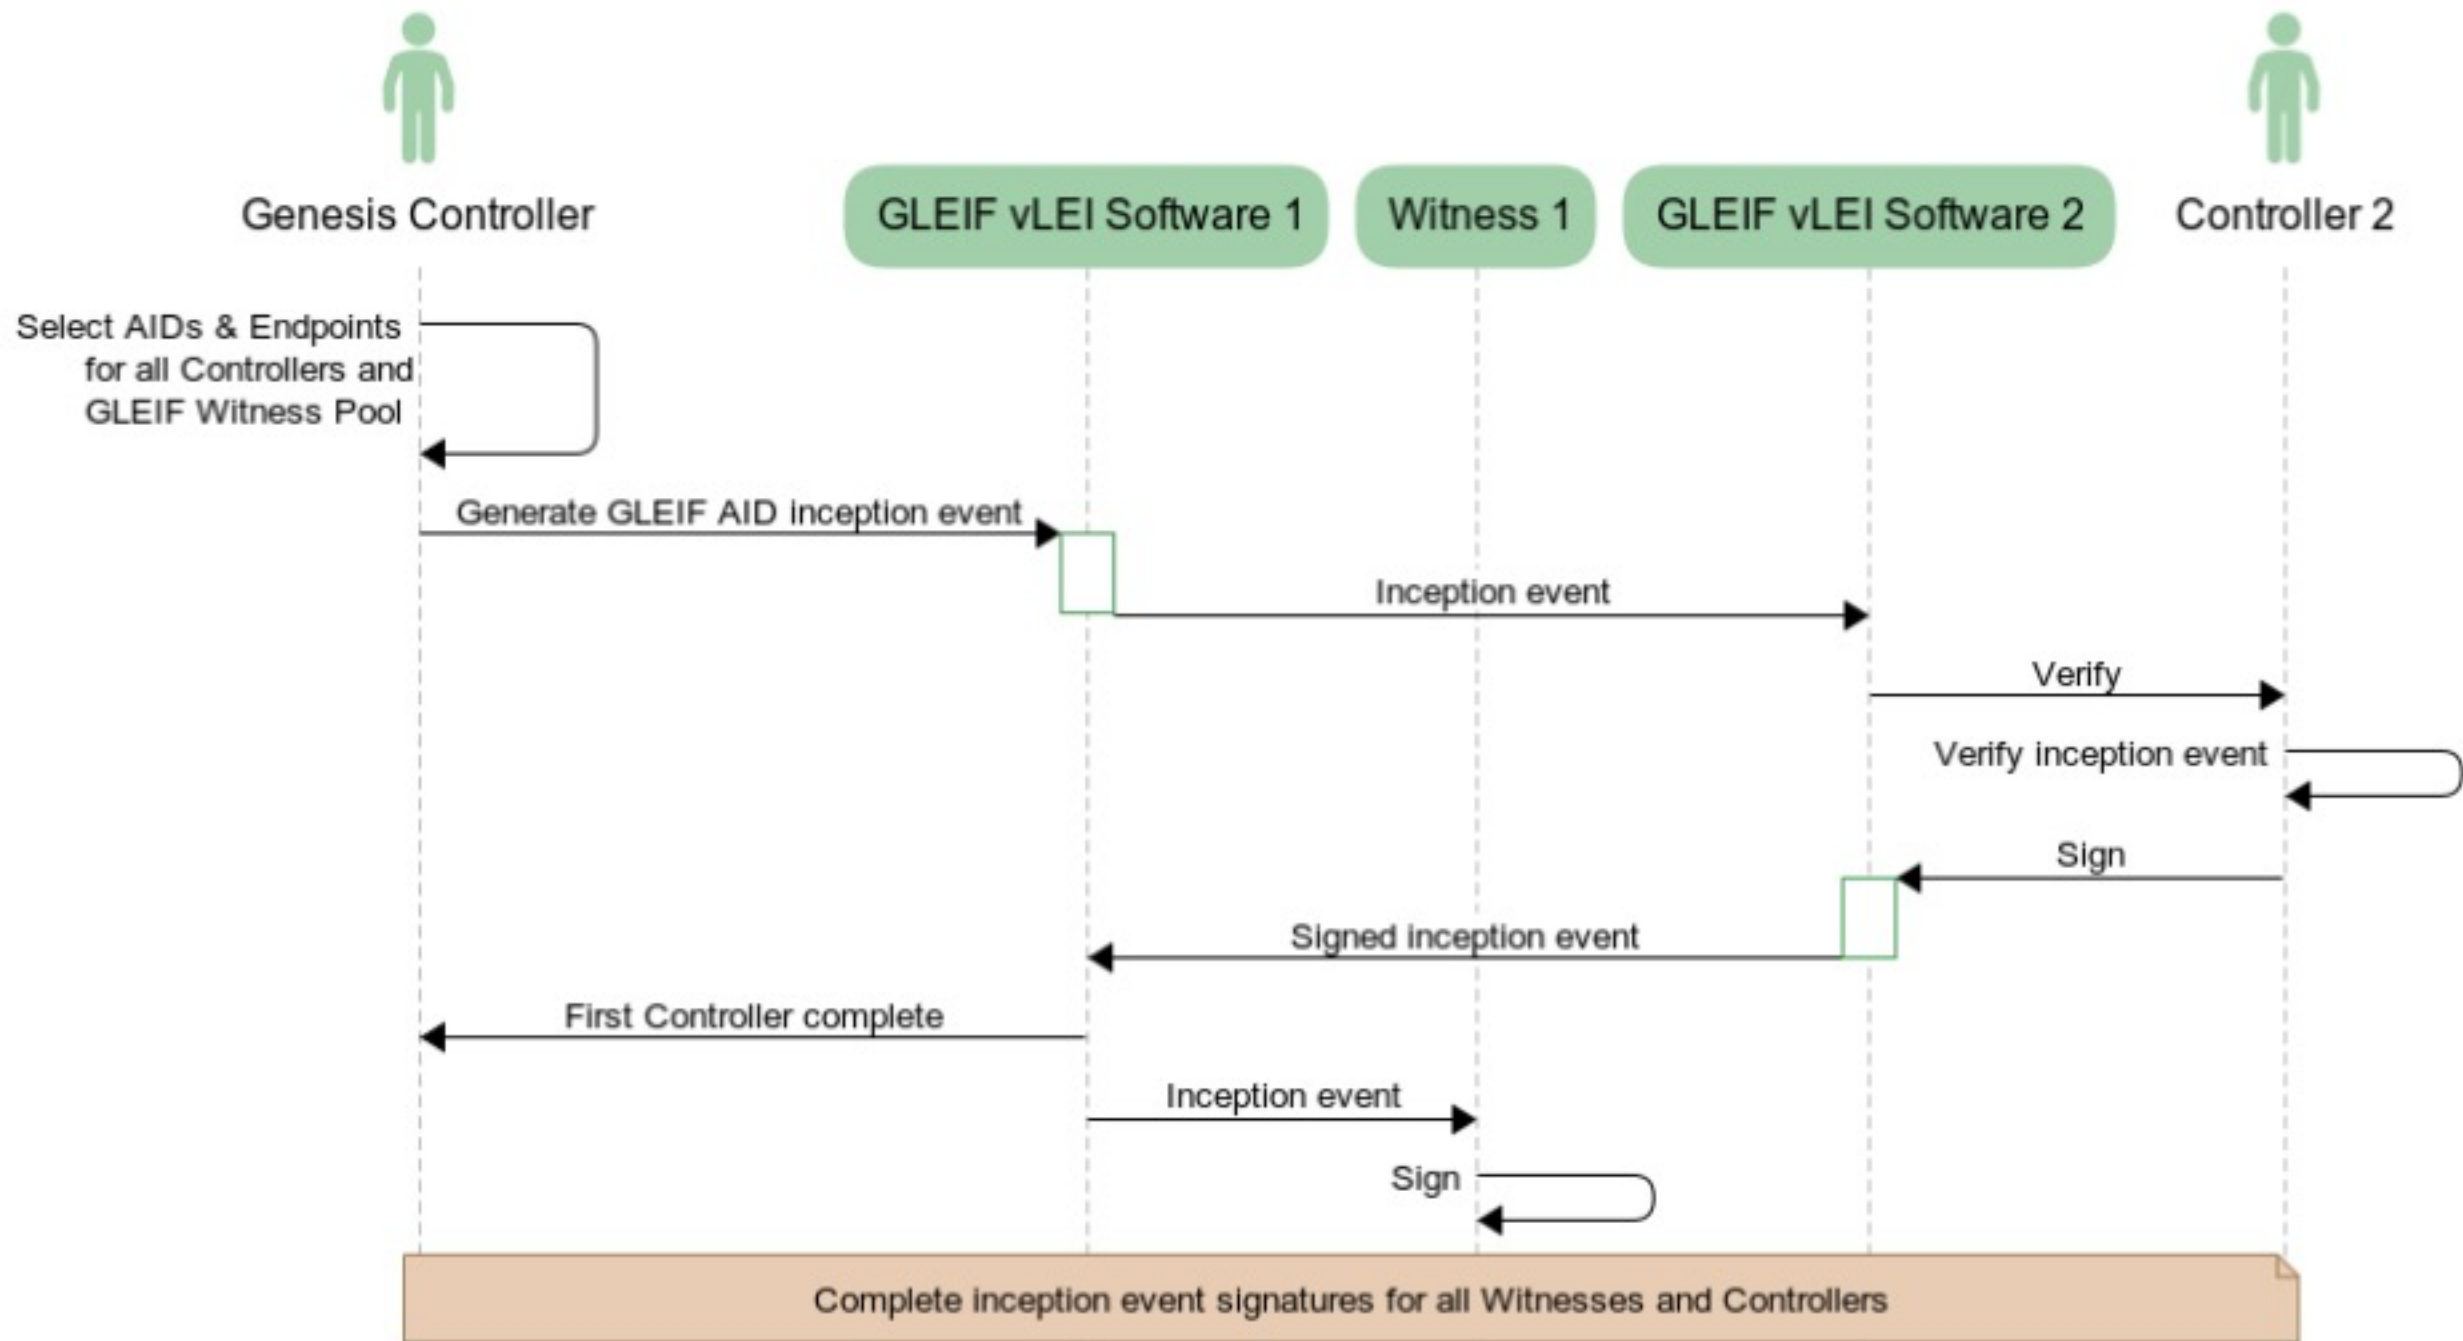 Genesis Controller
GLEIF vLEI Software 1
Witness 1
GLEIF vLEI Software 2
Controller 2
Select AIDs & Endpoints
for all Controllers and
GLEIF Witness Pool
Generate GLEIF AID inception event
Inception event
Verify
Verify inception event
Sign
Signed inception event
First Controller complete
Inception event
Sign
Complete inception event signatures for all Witnesses and Controllers